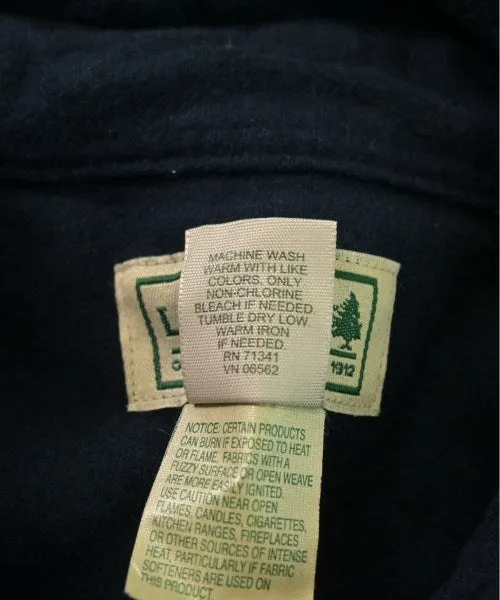 MACHINE WASH
WARM WITH LIKE
COLORS. ONLY
NON-CHLORINE
BLEACH IF NEEDED
TUMBLE DRY LOW
WARM IRON
IF NEEDED.
RN 71341
VN 06562
L
1912
NOTICE: CERTAIN PRODUCTS
CAN BURN IF EXPOSED TO HEAT
OR FLAME. FABRICS WITH A
FUZZY SURFACE OR OPEN WEAVE
ARE MORE EASILY IGNITED.
USE CAUTION NEAR OPEN
FLAMES, CANDLES, CIGARETTES,
KITCHEN RANGES, FIREPLACES
OR OTHER SOURCES OF INTENSE
HEAT, PARTICULARLY IF FABRIC
SOFTENERS ARE USED ON
THIS PRODUCT.